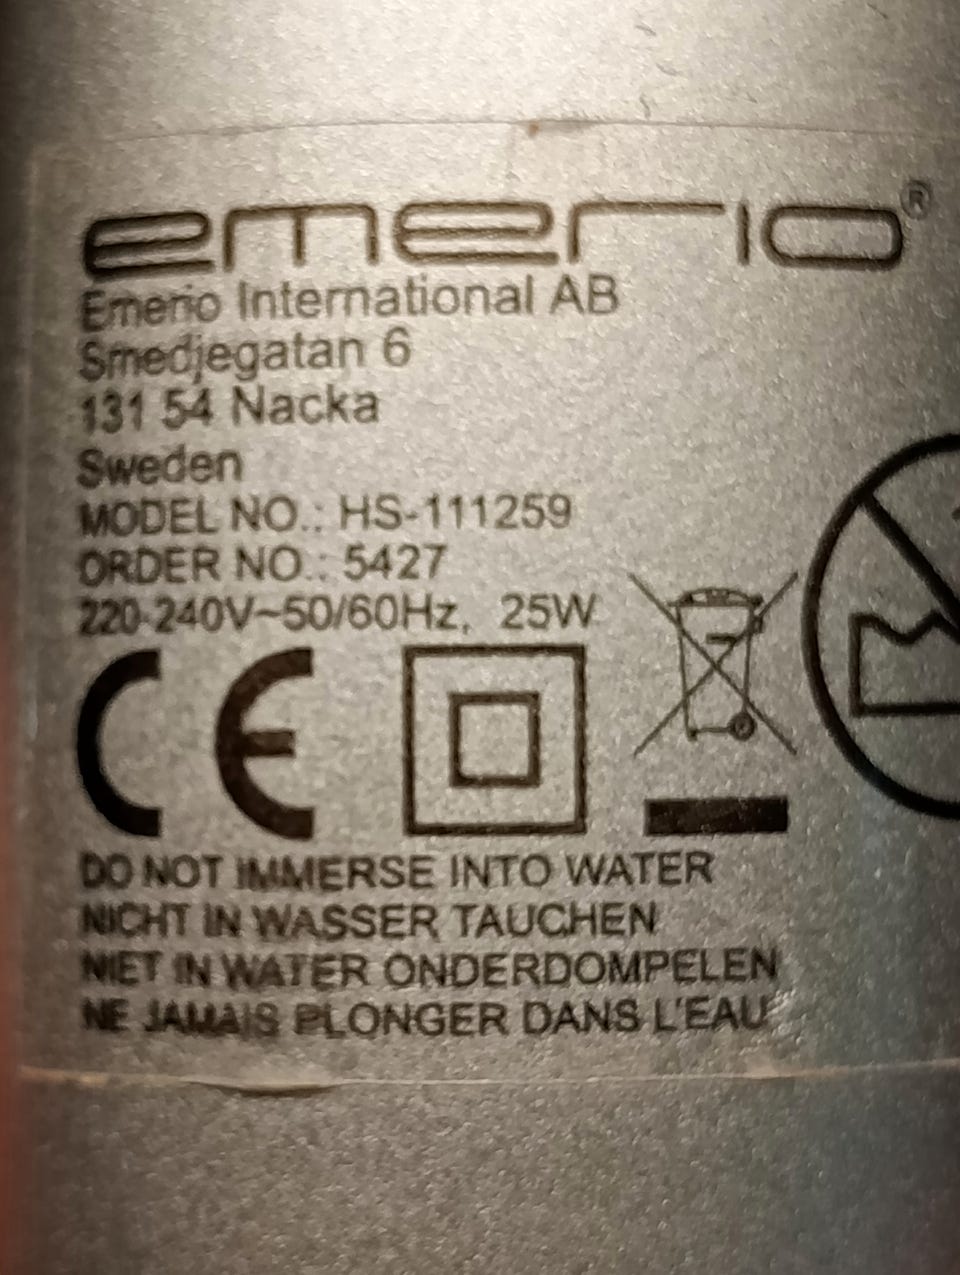 emerio®
Emerio International AB
Smedjegatan 6
131 54 Nacka
Sweden
MODEL NO.: HS-111259
ORDER NO.: 5427
220-240V~50/60Hz, 25W
CE
DO NOT IMMERSE INTO WATER
NICHT IN WASSER TAUCHEN
NIET IN WATER ONDERDOMPELEN
NE JAMAIS PLONGER DANS L'EAU